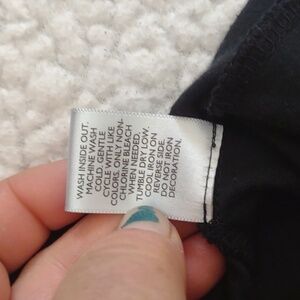 WASH INSIDE OUT.
MACHINE WASH
COLD. GENTLE
CYCLE WITH LIKE
COLORS. ONLY NON-
CHLORINE BLEACH
WHEN NEEDED.
TUMBLE DRY LOW.
COOL IRON ON
REVERSE SIDE.
DO NOT IRON
DECORATION.